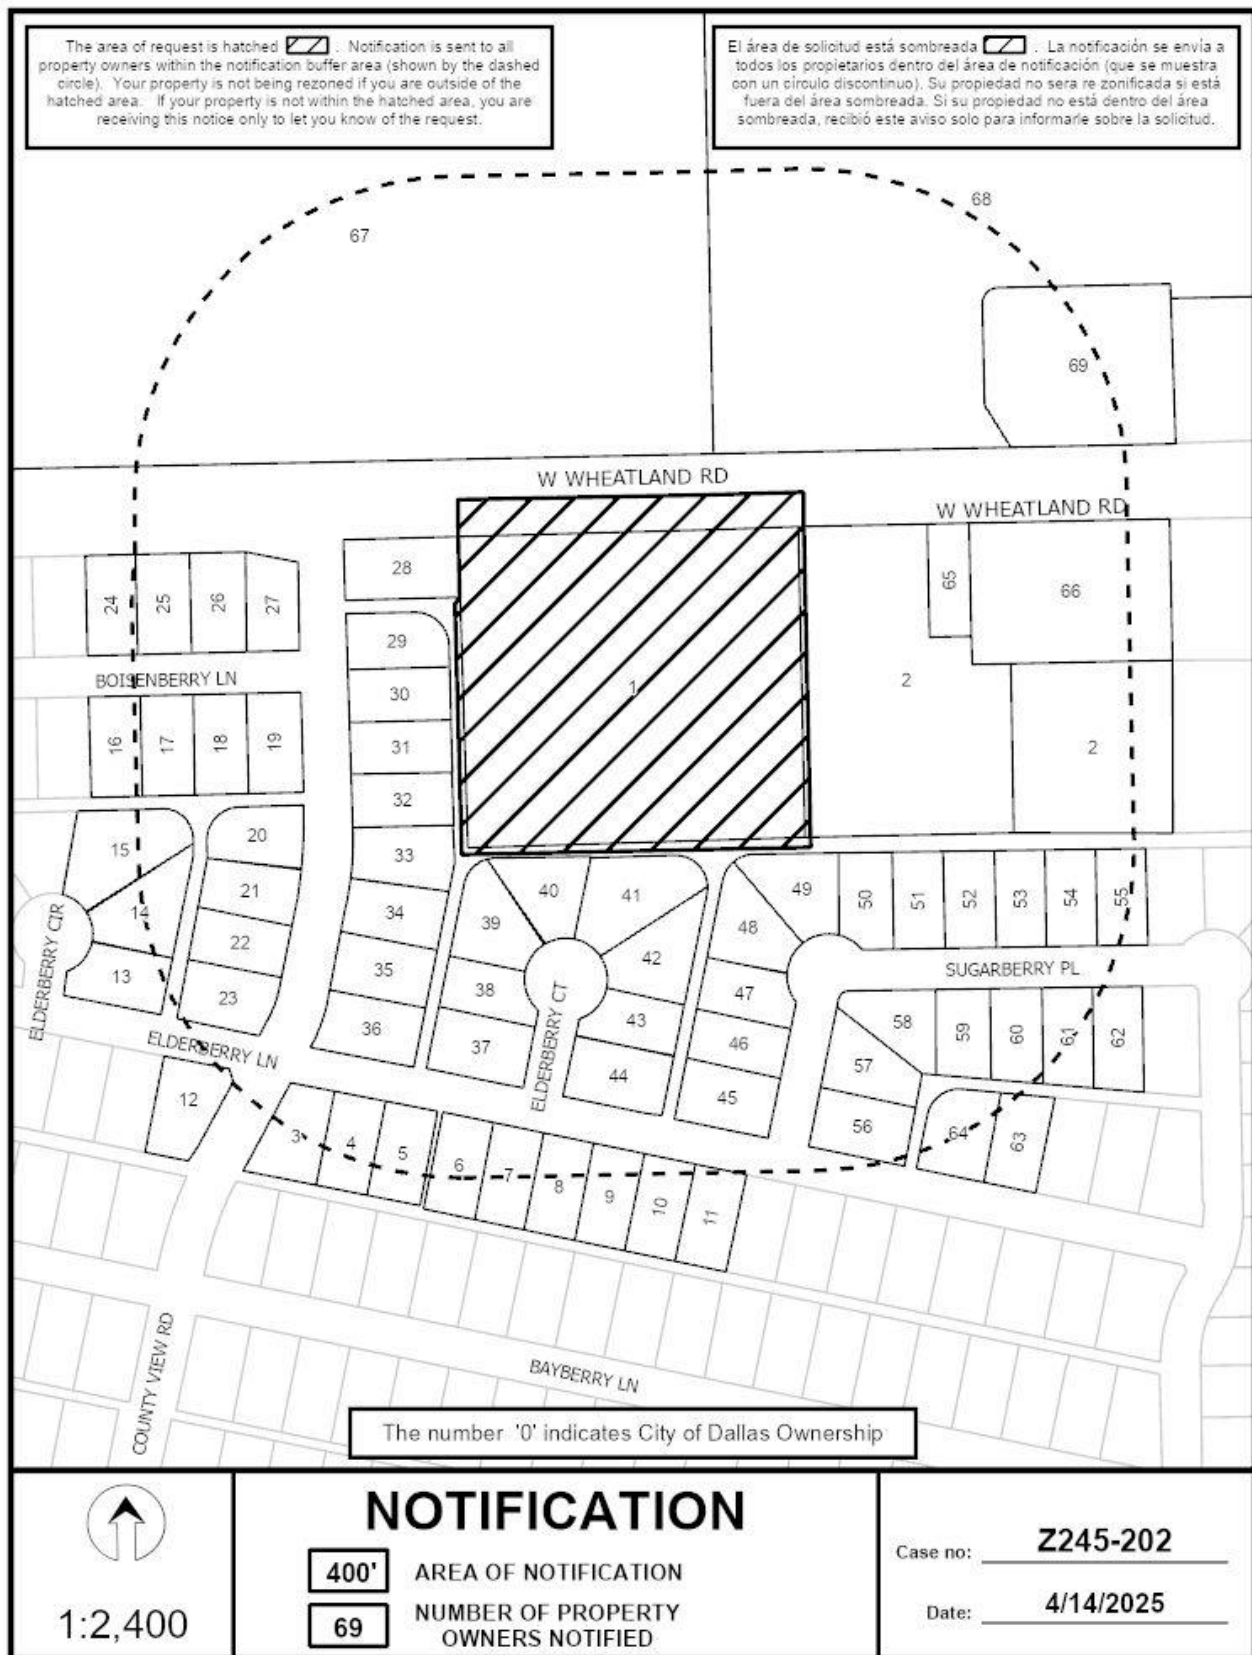 The area of request is hatched . Notification is sent to all
property owners within the notification buffer area (shown by the dashed
circle). Your property is not being rezoned if you are outside of the
hatched area. If your property is not within the hatched area, you are
receiving this notice only to let you know of the request.
El área de solicitud está sombreada . La notificación se envía a
todos los propietarios dentro del área de notificación (que se muestra
con un círculo discontinuo). Su propiedad no sera re zonificada si está
fuera del área sombreada. Si su propiedad no está dentro del área
sombreada, recibió este aviso solo para informarle sobre la solicitud.
68
67
69
W WHEATLAND RD
W WHEATLAND RD
28
24
25
26
27
65
66
29
BOISENBERRY LN
30
1
2
16
17
18
19
31
2
32
15
20
33
40
41
49
50
51
52
53
54
55
21
14
34
39
48
22
42
ELDERBERRY CIR
13
35
38
47
SUGARBERRY PL
23
43
58
59
60
61
62
36
37
46
ELDERBERRY LN
ELDERBERRY CT
57
44
45
12
3
4
5
6
7
8
9
10
11
56
64
63
COUNTY VIEW RD
BAYBERRY LN
The number '0' indicates City of Dallas Ownership
1:2,400
NOTIFICATION
400' AREA OF NOTIFICATION
69 NUMBER OF PROPERTY
OWNERS NOTIFIED
Case no: Z245-202
Date: 4/14/2025